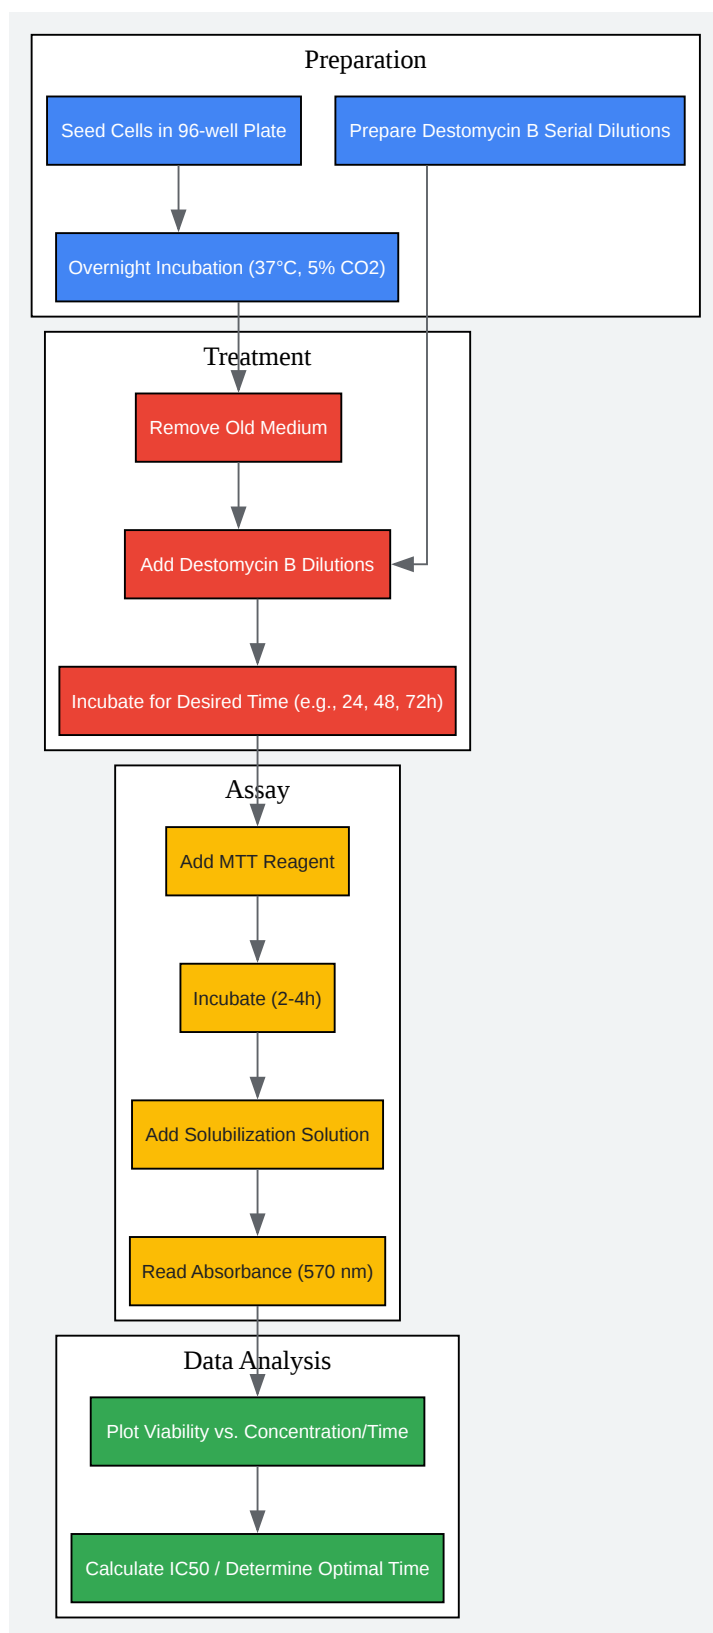 Preparation
Seed Cells in 96-well Plate
Prepare Destomycin B Serial Dilutions
Overnight Incubation (37°C, 5% CO2)
Treatment
Remove Old Medium
Add Destomycin B Dilutions
Incubate for Desired Time (e.g., 24, 48, 72h)
Assay
Add MTT Reagent
Incubate (2-4h)
Add Solubilization Solution
Read Absorbance (570 nm)
Data Analysis
Plot Viability vs. Concentration/Time
Calculate IC50 / Determine Optimal Time